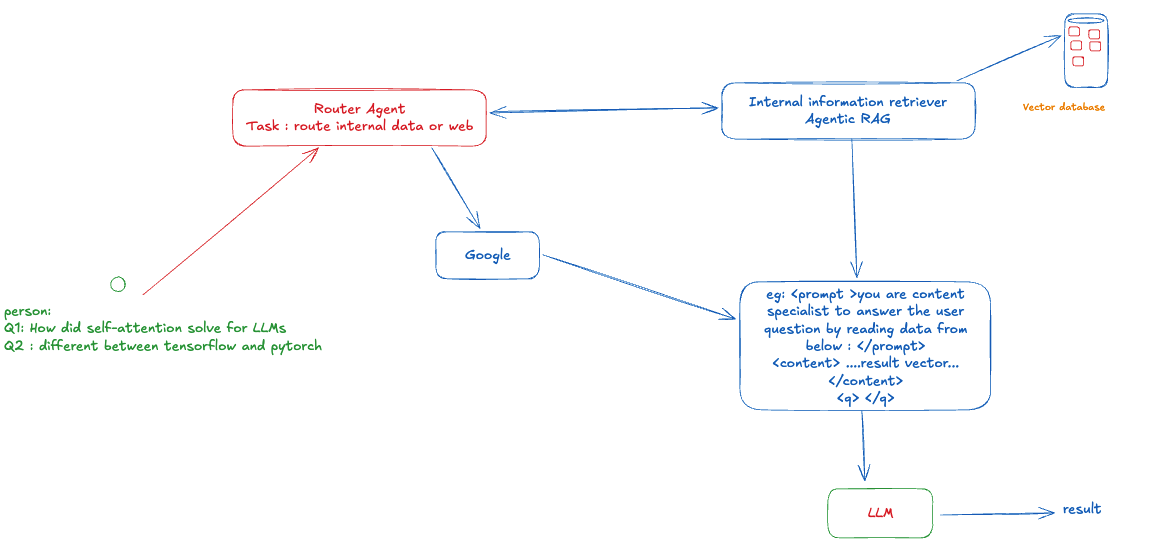 Router Agent
Task : route internal data or web
Internal information retriever
Agentic RAG
Vector database
Google
person:
Q1: How did self-attention solve for LLMs
Q2 : different between tensorflow and pytorch
eg: <prompt >you are content
specialist to answer the user
question by reading data from
below : </prompt>
<content> ....result vector...
</content>
<q> </q>
LLM
result